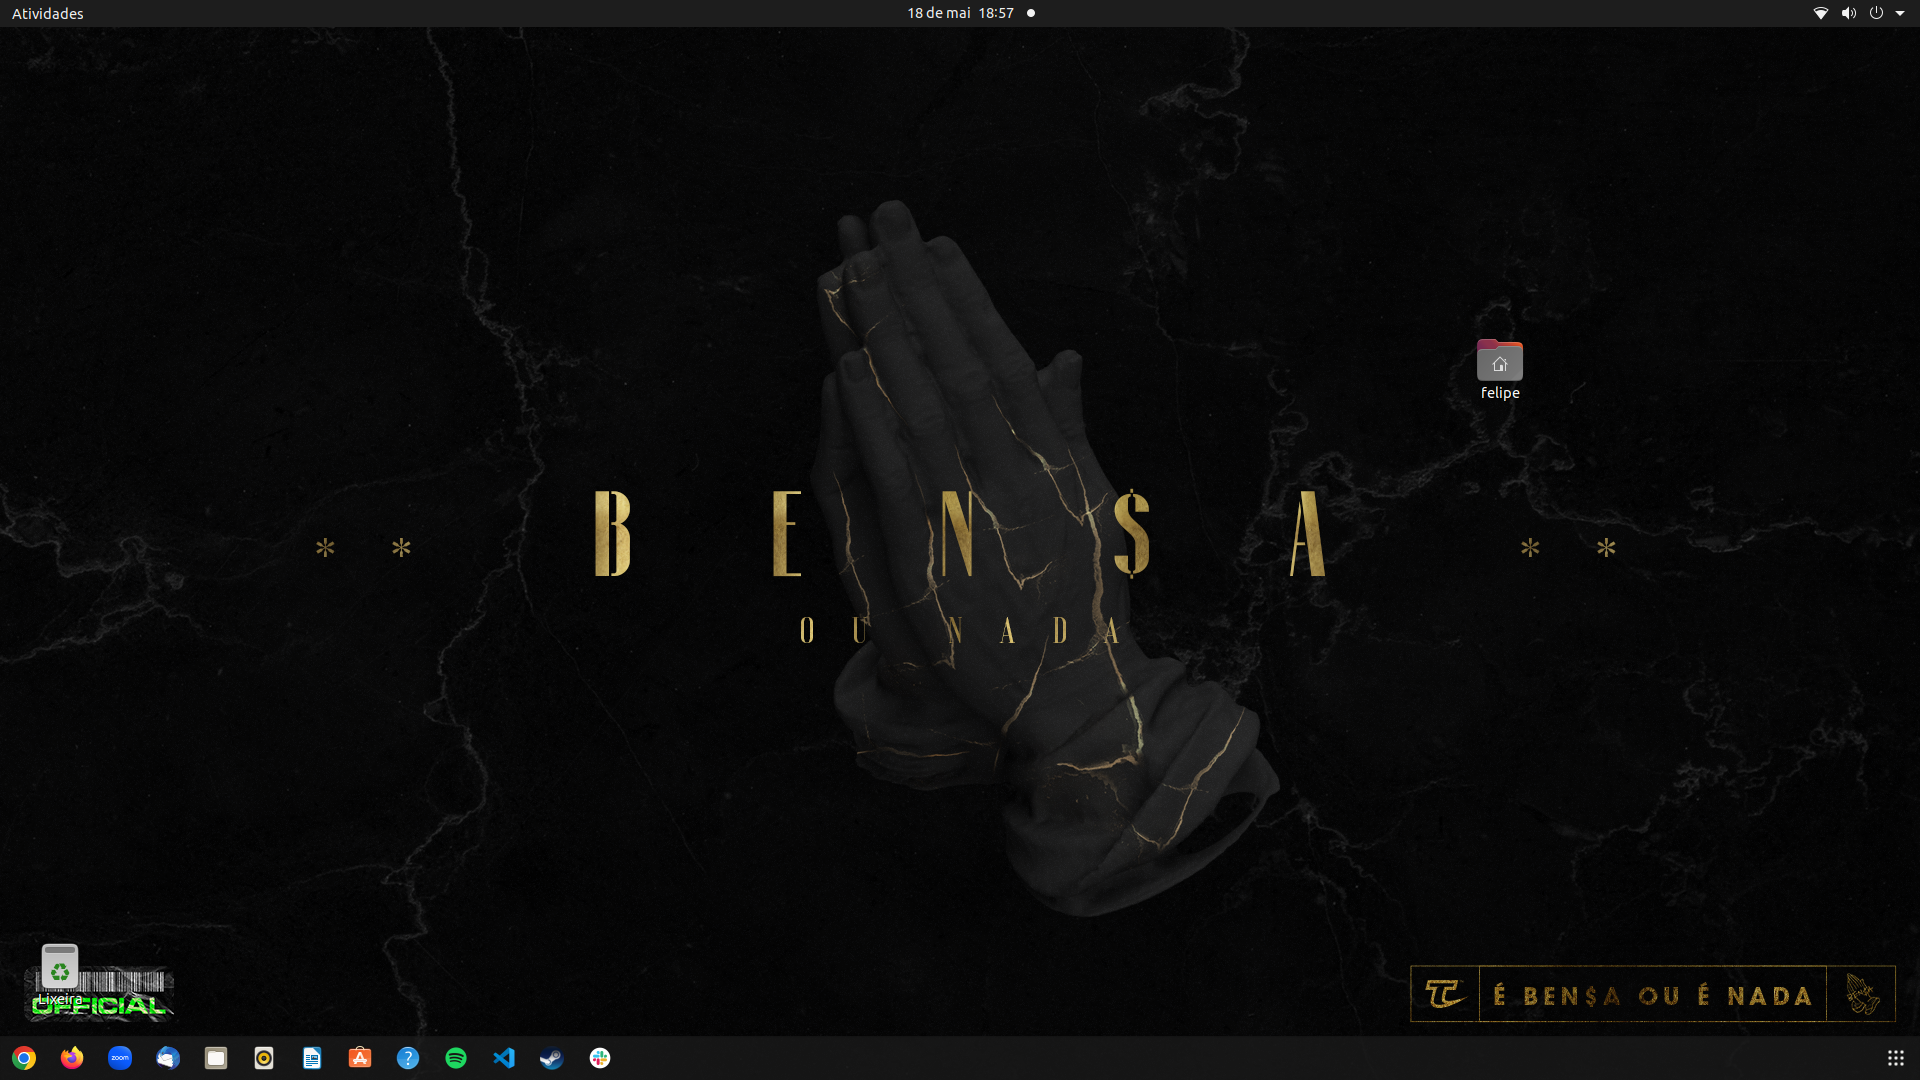 Atividades
18 de mai 18:57
felipe
B E N $ A
* * * *
O U N A D A
Lixeira
OFFICIAL
TC É BEN$A OU É NADA
zoom